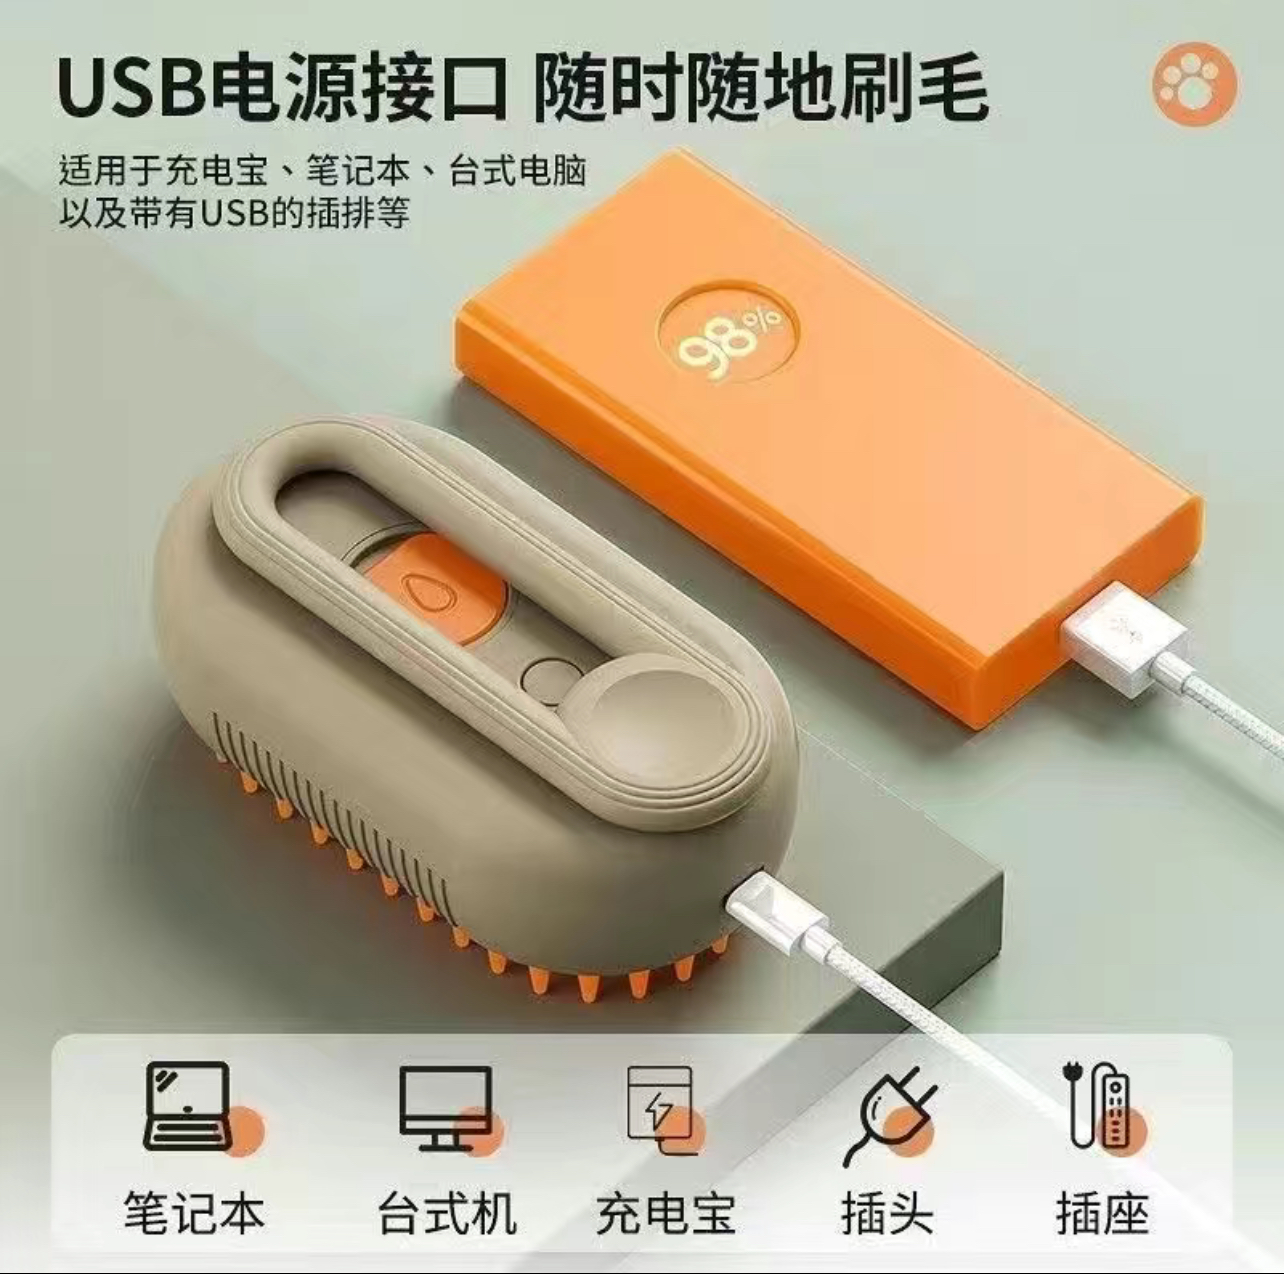 USB电源接口 随时随地刷毛
适用于充电宝、笔记本、台式电脑
以及带有USB的插排等
98%
笔记本
台式机
充电宝
插头
插座